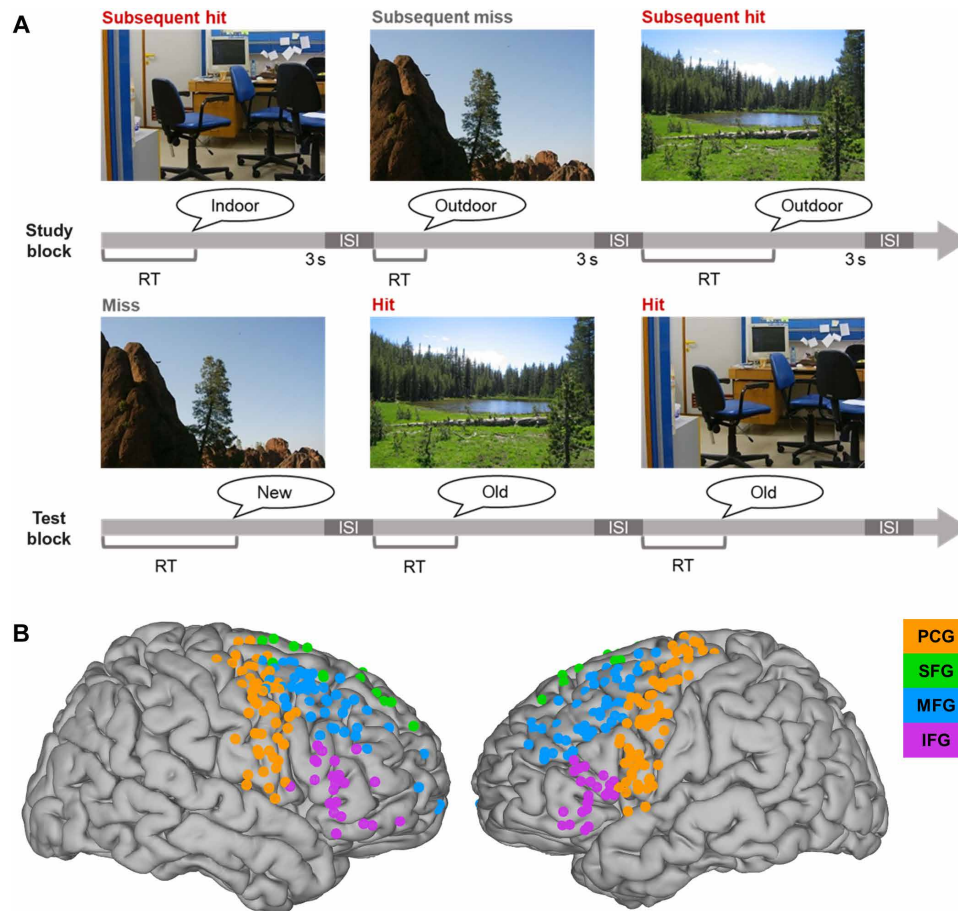 A
Subsequent hit
Subsequent miss
Subsequent hit
Indoor
Outdoor
Outdoor
Study
block
ISI
ISI
ISI
RT
3 s
RT
3 s
RT
3 s
Miss
Hit
Hit
New
Old
Old
Test
block
ISI
ISI
ISI
RT
RT
RT
B
PCG
SFG
MFG
IFG